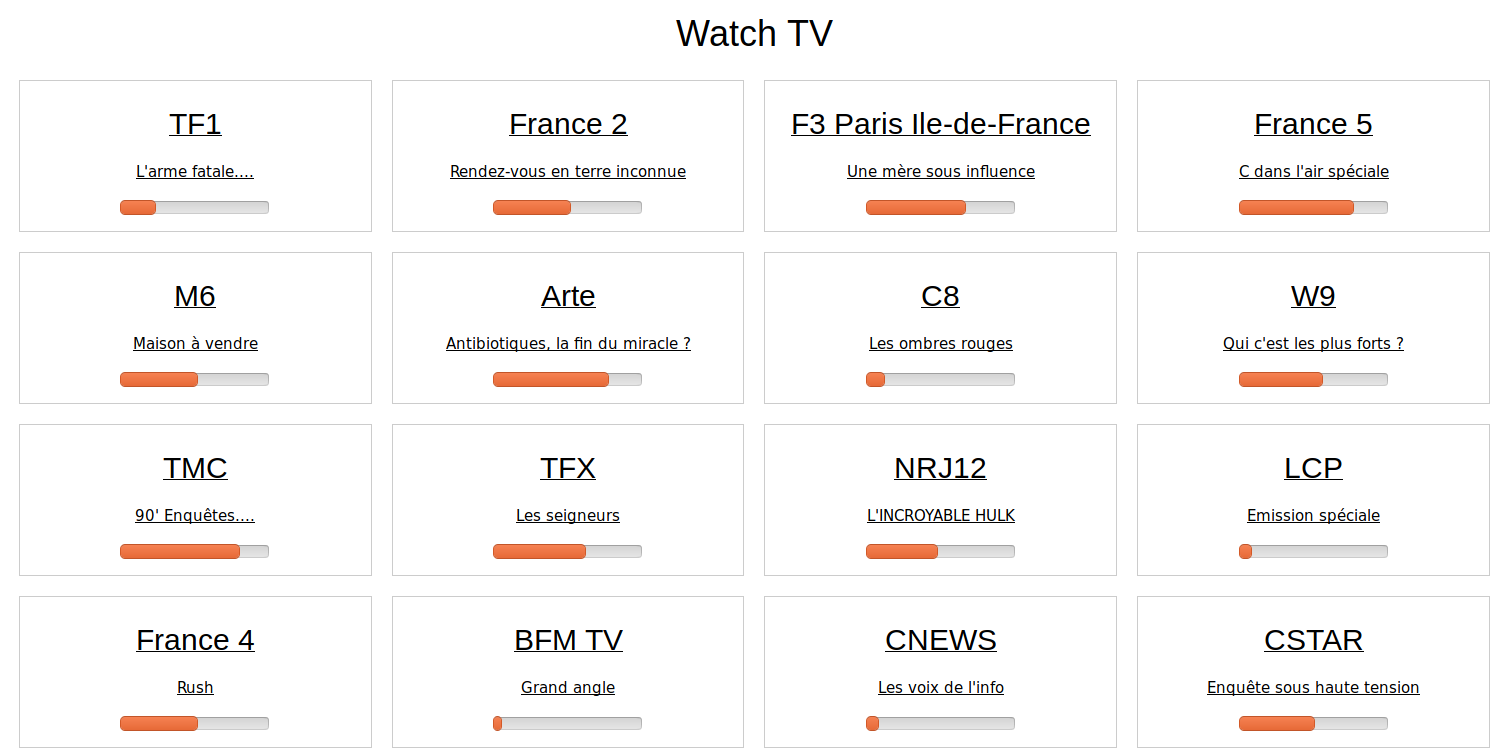 Watch TV
TF1
L'arme fatale....
France 2
Rendez-vous en terre inconnue
F3 Paris Ile-de-France
Une mère sous influence
France 5
C dans l'air spéciale
M6
Maison à vendre
Arte
Antibiotiques, la fin du miracle ?
C8
Les ombres rouges
W9
Qui c'est les plus forts ?
TMC
90' Enquêtes....
TFX
Les seigneurs
NRJ12
L'INCROYABLE HULK
LCP
Emission spéciale
France 4
Rush
BFM TV
Grand angle
CNEWS
Les voix de l'info
CSTAR
Enquête sous haute tension